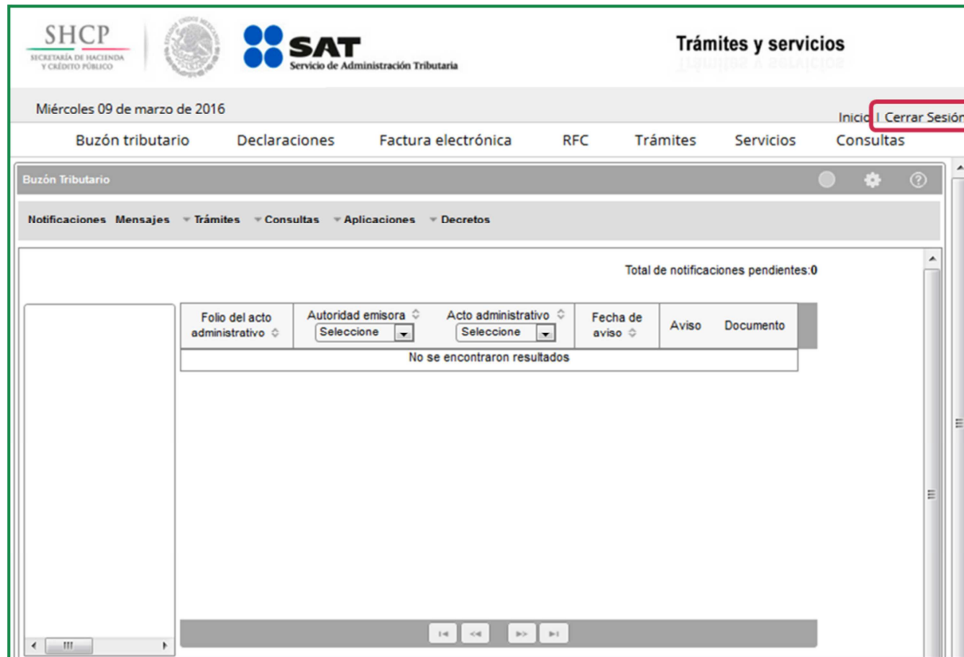 SHCP
SECRETARÍA DE HACIENDA
Y CRÉDITO PÚBLICO
ESTADOS UNIDOS MEXICANOS
SAT
Servicio de Administración Tributaria
Trámites y servicios
Miércoles 09 de marzo de 2016
Inicio | Cerrar Sesión
Buzón tributario Declaraciones Factura electrónica RFC Trámites Servicios Consultas
Buzón Tributario
Notificaciones Mensajes Trámites Consultas Aplicaciones Decretos
Total de notificaciones pendientes:0
Folio del acto administrativo
Autoridad emisora
Seleccione
Acto administrativo
Seleccione
Fecha de aviso
Aviso
Documento
No se encontraron resultados